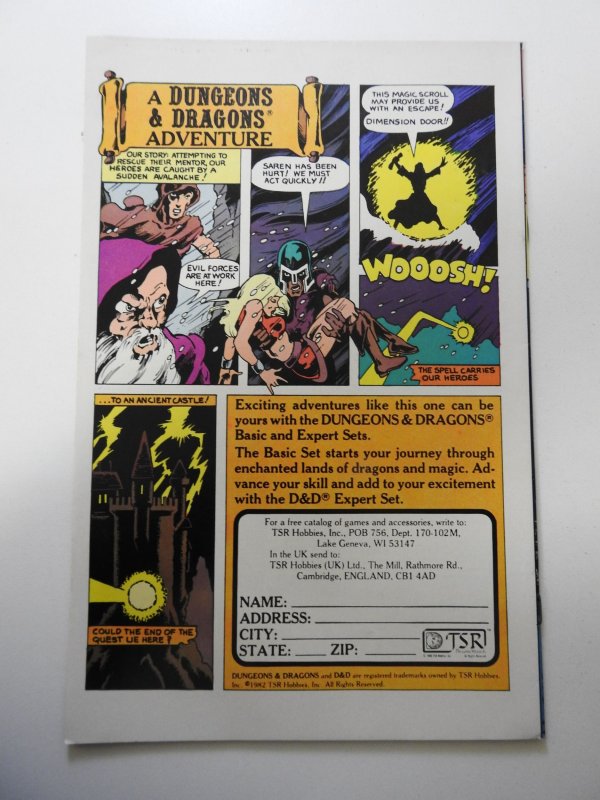 A DUNGEONS
& DRAGONS®
ADVENTURE
OUR STORY: ATTEMPTING TO
RESCUE THEIR MENTOR, OUR
HEROES ARE CAUGHT BY A
SUDDEN AVALANCHE!
EVIL FORCES
ARE AT WORK
HERE!
SAREN HAS BEEN
HURT! WE MUST
ACT QUICKLY!!
THIS MAGIC SCROLL
MAY PROVIDE US
WITH AN ESCAPE!
DIMENSION DOOR!!
WOOOSH!
THE SPELL CARRIES
OUR HEROES
...TO AN ANCIENT CASTLE!
COULD THE END OF THE
QUEST LIE HERE?
Exciting adventures like this one can be
yours with the DUNGEONS & DRAGONS®
Basic and Expert Sets.
The Basic Set starts your journey through
enchanted lands of dragons and magic. Ad-
vance your skill and add to your excitement
with the D&D® Expert Set.
For a free catalog of games and accessories, write to:
TSR Hobbies, Inc., POB 756, Dept. 170-102M,
Lake Geneva, WI 53147
In the UK send to:
TSR Hobbies (UK) Ltd., The Mill, Rathmore Rd.,
Cambridge, ENGLAND, CB1 4AD
NAME:
ADDRESS:
CITY:
STATE: ZIP:
TSR
DUNGEONS & DRAGONS and D&D are registered trademarks owned by TSR Hobbies,
Inc. ©1982 TSR Hobbies, Inc. All Rights Reserved.